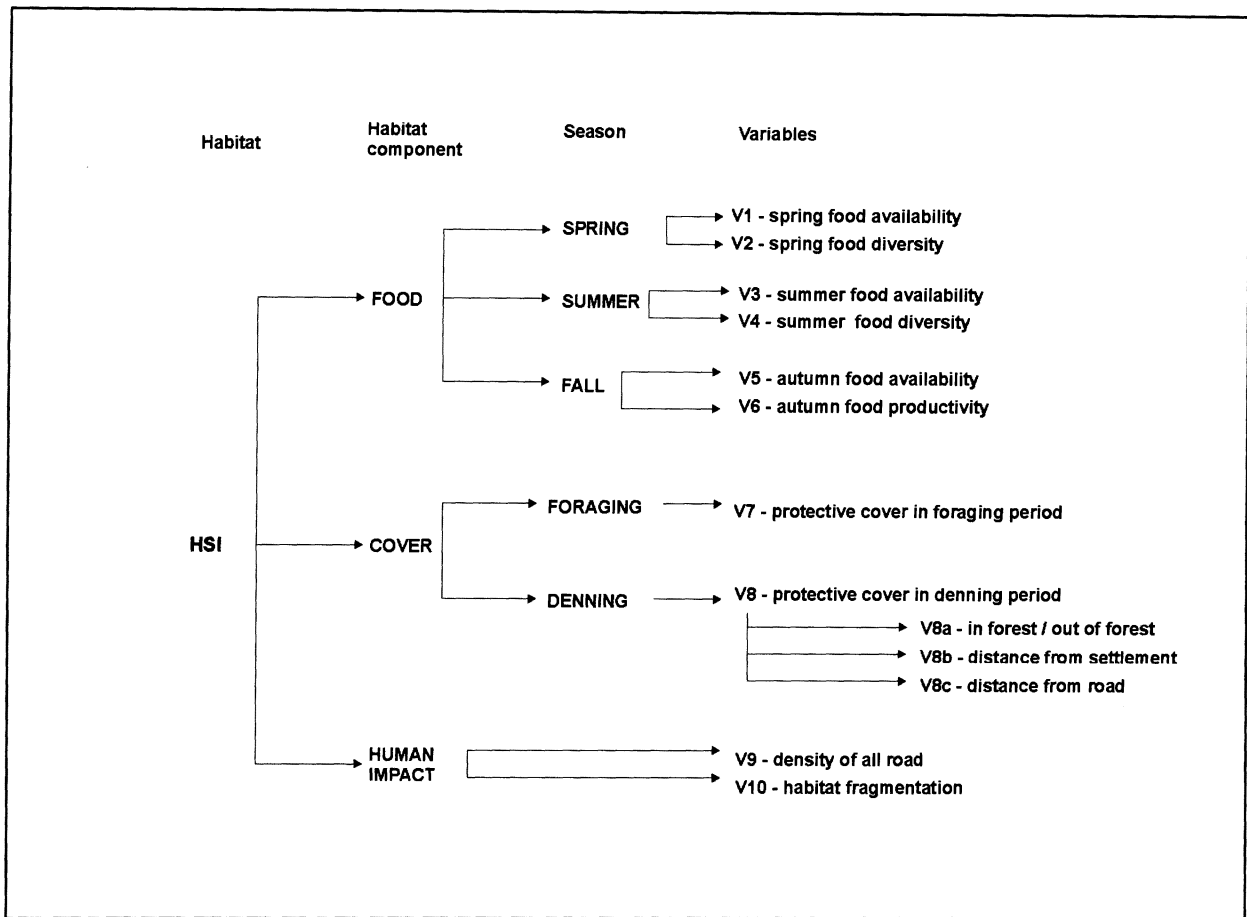 Habitat
Habitat
component
Season
Variables
HSI
FOOD
SPRING
V1 - spring food availability
V2 - spring food diversity
SUMMER
V3 - summer food availability
V4 - summer food diversity
FALL
V5 - autumn food availability
V6 - autumn food productivity
COVER
FORAGING
V7 - protective cover in foraging period
DENNING
V8 - protective cover in denning period
V8a - in forest / out of forest
V8b - distance from settlement
V8c - distance from road
HUMAN
IMPACT
V9 - density of all road
V10 - habitat fragmentation